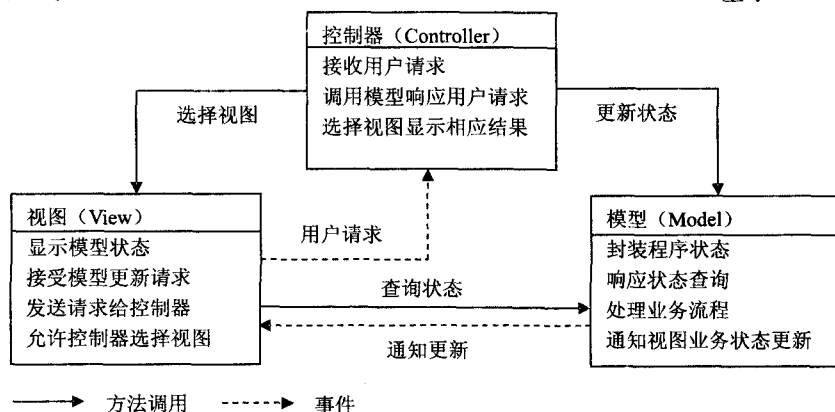 控制器（Controller）
接收用户请求
调用模型响应用户请求
选择视图显示相应结果
选择视图
更新状态
视图（View）
显示模型状态
接受模型更新请求
发送请求给控制器
允许控制器选择视图
用户请求
查询状态
通知更新
模型（Model）
封装程序状态
响应状态查询
处理业务流程
通知视图业务状态更新
方法调用
事件